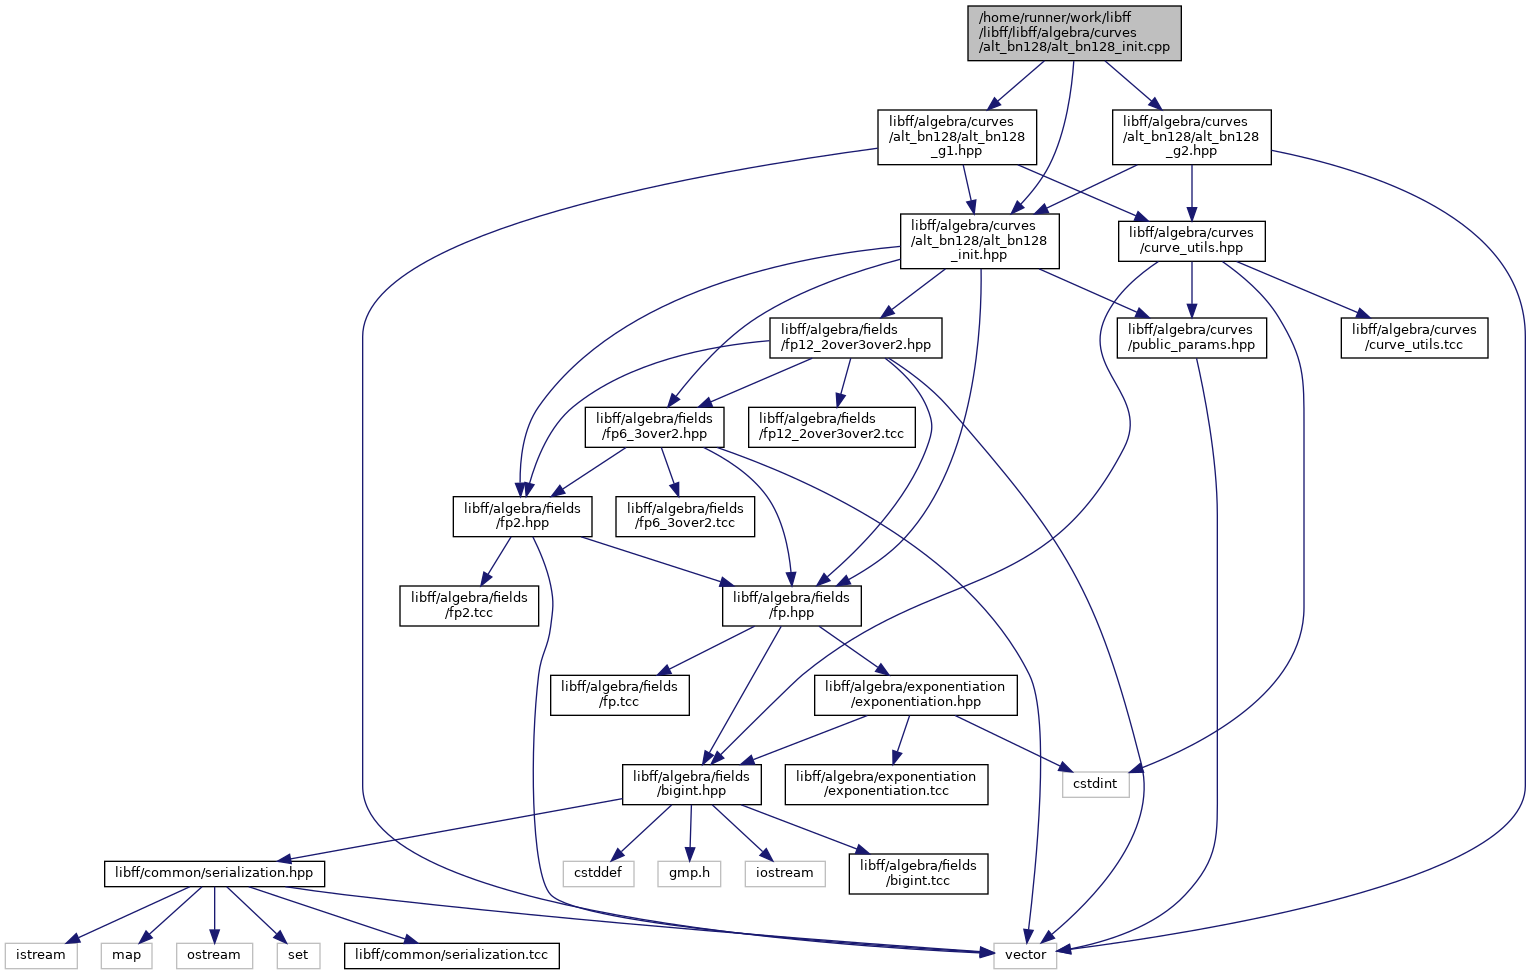 /home/runner/work/libff
/libff/libff/algebra/curves
/alt_bn128/alt_bn128_init.cpp
libff/algebra/curves
/alt_bn128/alt_bn128
_g1.hpp
libff/algebra/curves
/alt_bn128/alt_bn128
_g2.hpp
libff/algebra/curves
/alt_bn128/alt_bn128
_init.hpp
libff/algebra/curves
/curve_utils.hpp
libff/algebra/fields
/fp12_2over3over2.hpp
libff/algebra/curves
/public_params.hpp
libff/algebra/curves
/curve_utils.tcc
libff/algebra/fields
/fp6_3over2.hpp
libff/algebra/fields
/fp12_2over3over2.tcc
libff/algebra/fields
/fp2.hpp
libff/algebra/fields
/fp6_3over2.tcc
libff/algebra/fields
/fp2.tcc
libff/algebra/fields
/fp.hpp
libff/algebra/fields
/fp.tcc
libff/algebra/exponentiation
/exponentiation.hpp
libff/algebra/fields
/bigint.hpp
libff/algebra/exponentiation
/exponentiation.tcc
cstdint
libff/common/serialization.hpp
cstddef
gmp.h
iostream
libff/algebra/fields
/bigint.tcc
istream
map
ostream
set
libff/common/serialization.tcc
vector